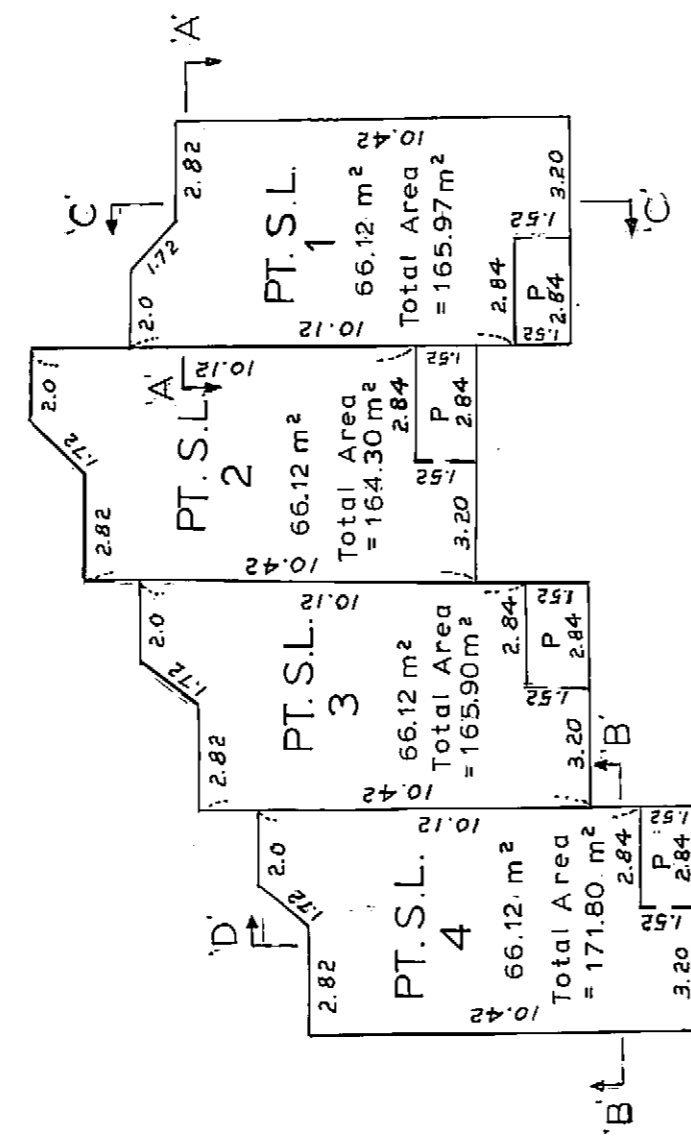 'A'
'C'
2.82
1.72
2.0
10.42
PT. S.L.
1
66.12 m²
Total Area
= 165.97 m²
10.12
2.84
1.52
P
2.84
1.52
3.20
'C'
2.0
1.72
2.82
'A'
10.12
PT. S.L.
2
66.12 m²
Total Area
= 164.30 m²
10.42
2.84
1.52
P
2.84
1.52
3.20
2.0
1.72
2.82
10.12
PT. S.L.
3
66.12 m²
Total Area
= 165.90 m²
10.42
2.84
1.52
P
2.84
1.52
3.20
'B'
'D'
2.0
1.72
2.82
10.12
PT. S.L.
4
66.12 m²
Total Area
= 171.80 m²
10.42
2.84
1.52
P
2.84
1.52
3.20
'B'